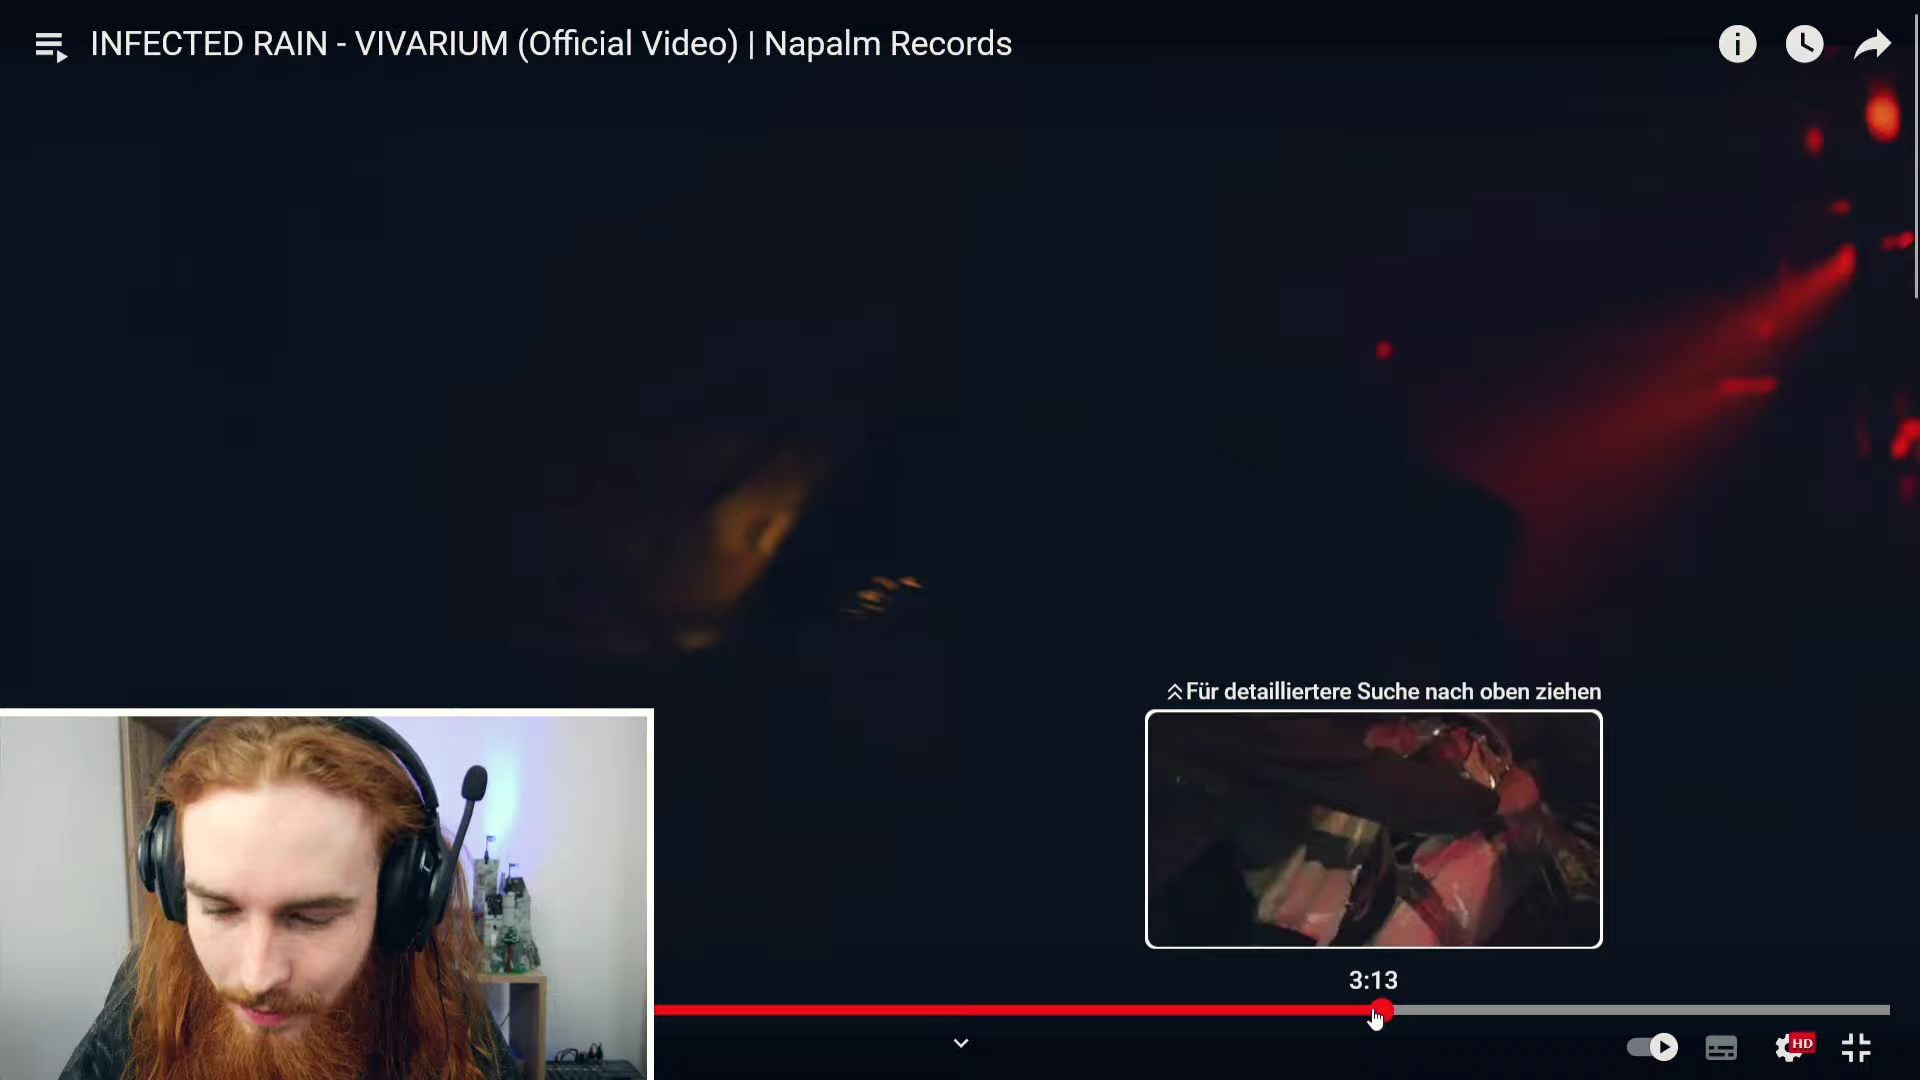 INFECTED RAIN - VIVARIUM (Official Video) | Napalm Records
Für detailliertere Suche nach oben ziehen
3:13
HD